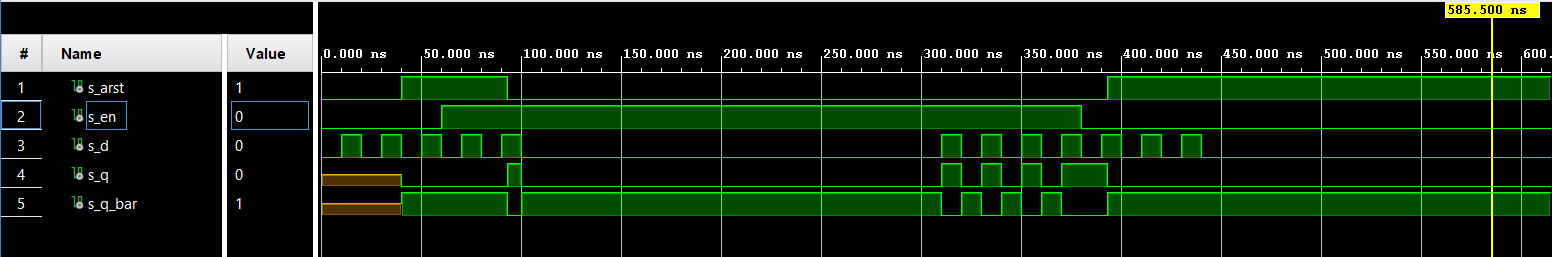 585.500 ns
# Name Value
0.000 ns 50.000 ns 100.000 ns 150.000 ns 200.000 ns 250.000 ns 300.000 ns 350.000 ns 400.000 ns 450.000 ns 500.000 ns 550.000 ns 600.
1 s_arst 1
2 s_en 0
3 s_d 0
4 s_q 0
5 s_q_bar 1